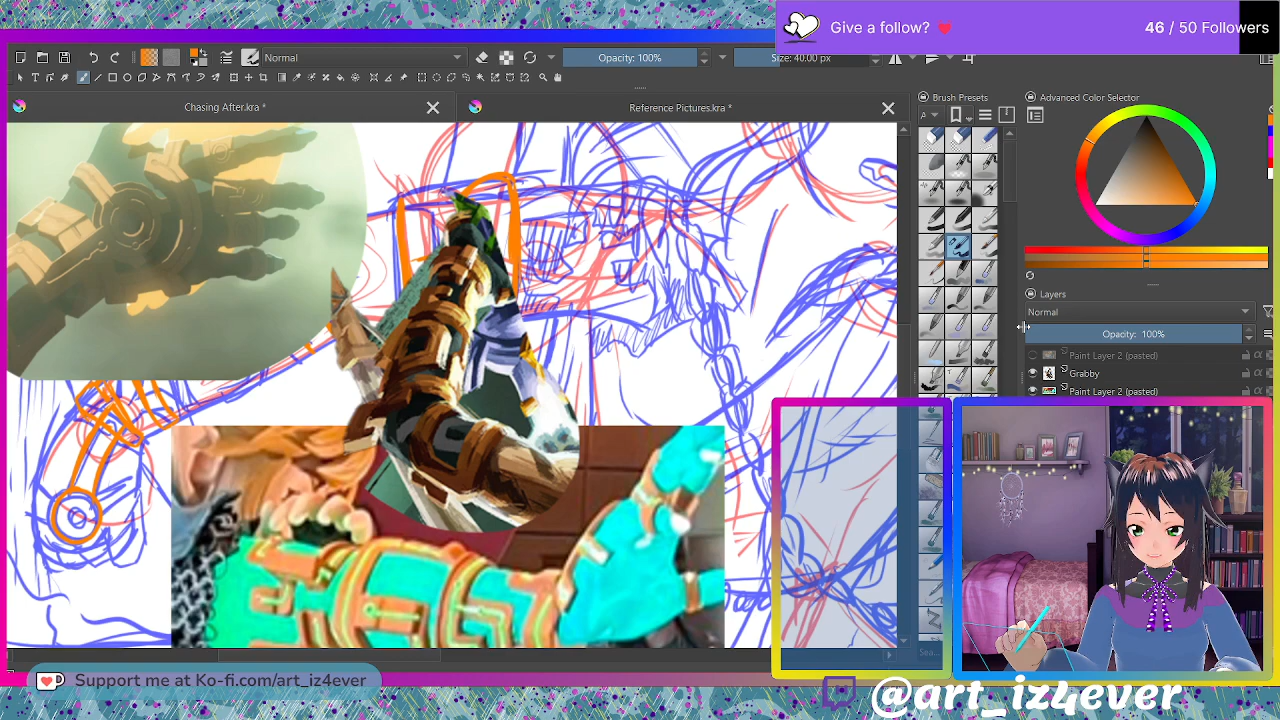 Give a follow?
46 / 50 Followers
Normal
Opacity: 100%
Size: 40.00 px
Chasing After.kra *
Reference Pictures.kra *
Brush Presets
Advanced Color Selector
A
Layers
Normal
Opacity: 100%
Paint Layer 2 (pasted)
Grabby
Paint Layer 2 (pasted)
Sea...
Support me at Ko-fi.com/art_iz4ever
@art_iz4ever